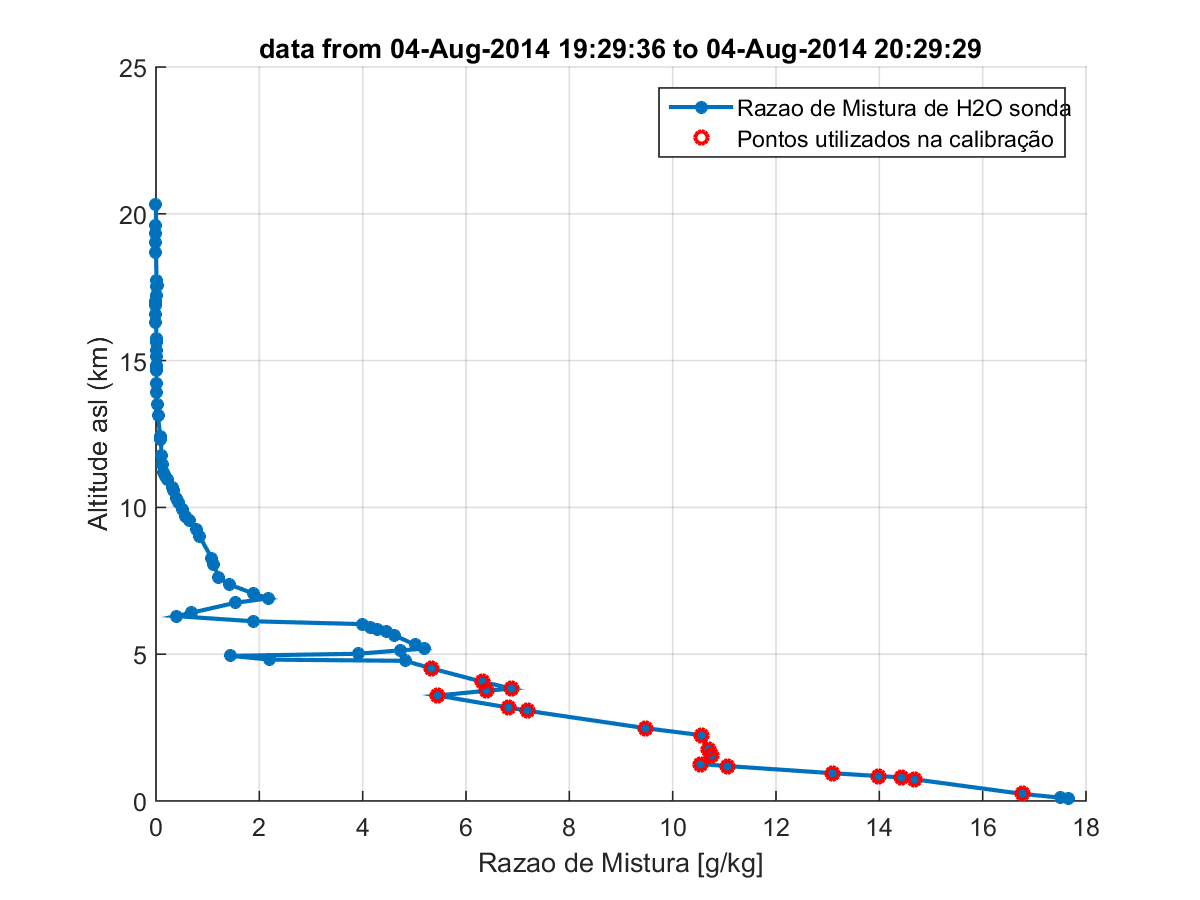 data from 04-Aug-2014 19:29:36 to 04-Aug-2014 20:29:29
Razao de Mistura de H2O sonda
Pontos utilizados na calibração
25
20
15
10
5
0
Altitude asl (km)
0 2 4 6 8 10 12 14 16 18
Razao de Mistura [g/kg]